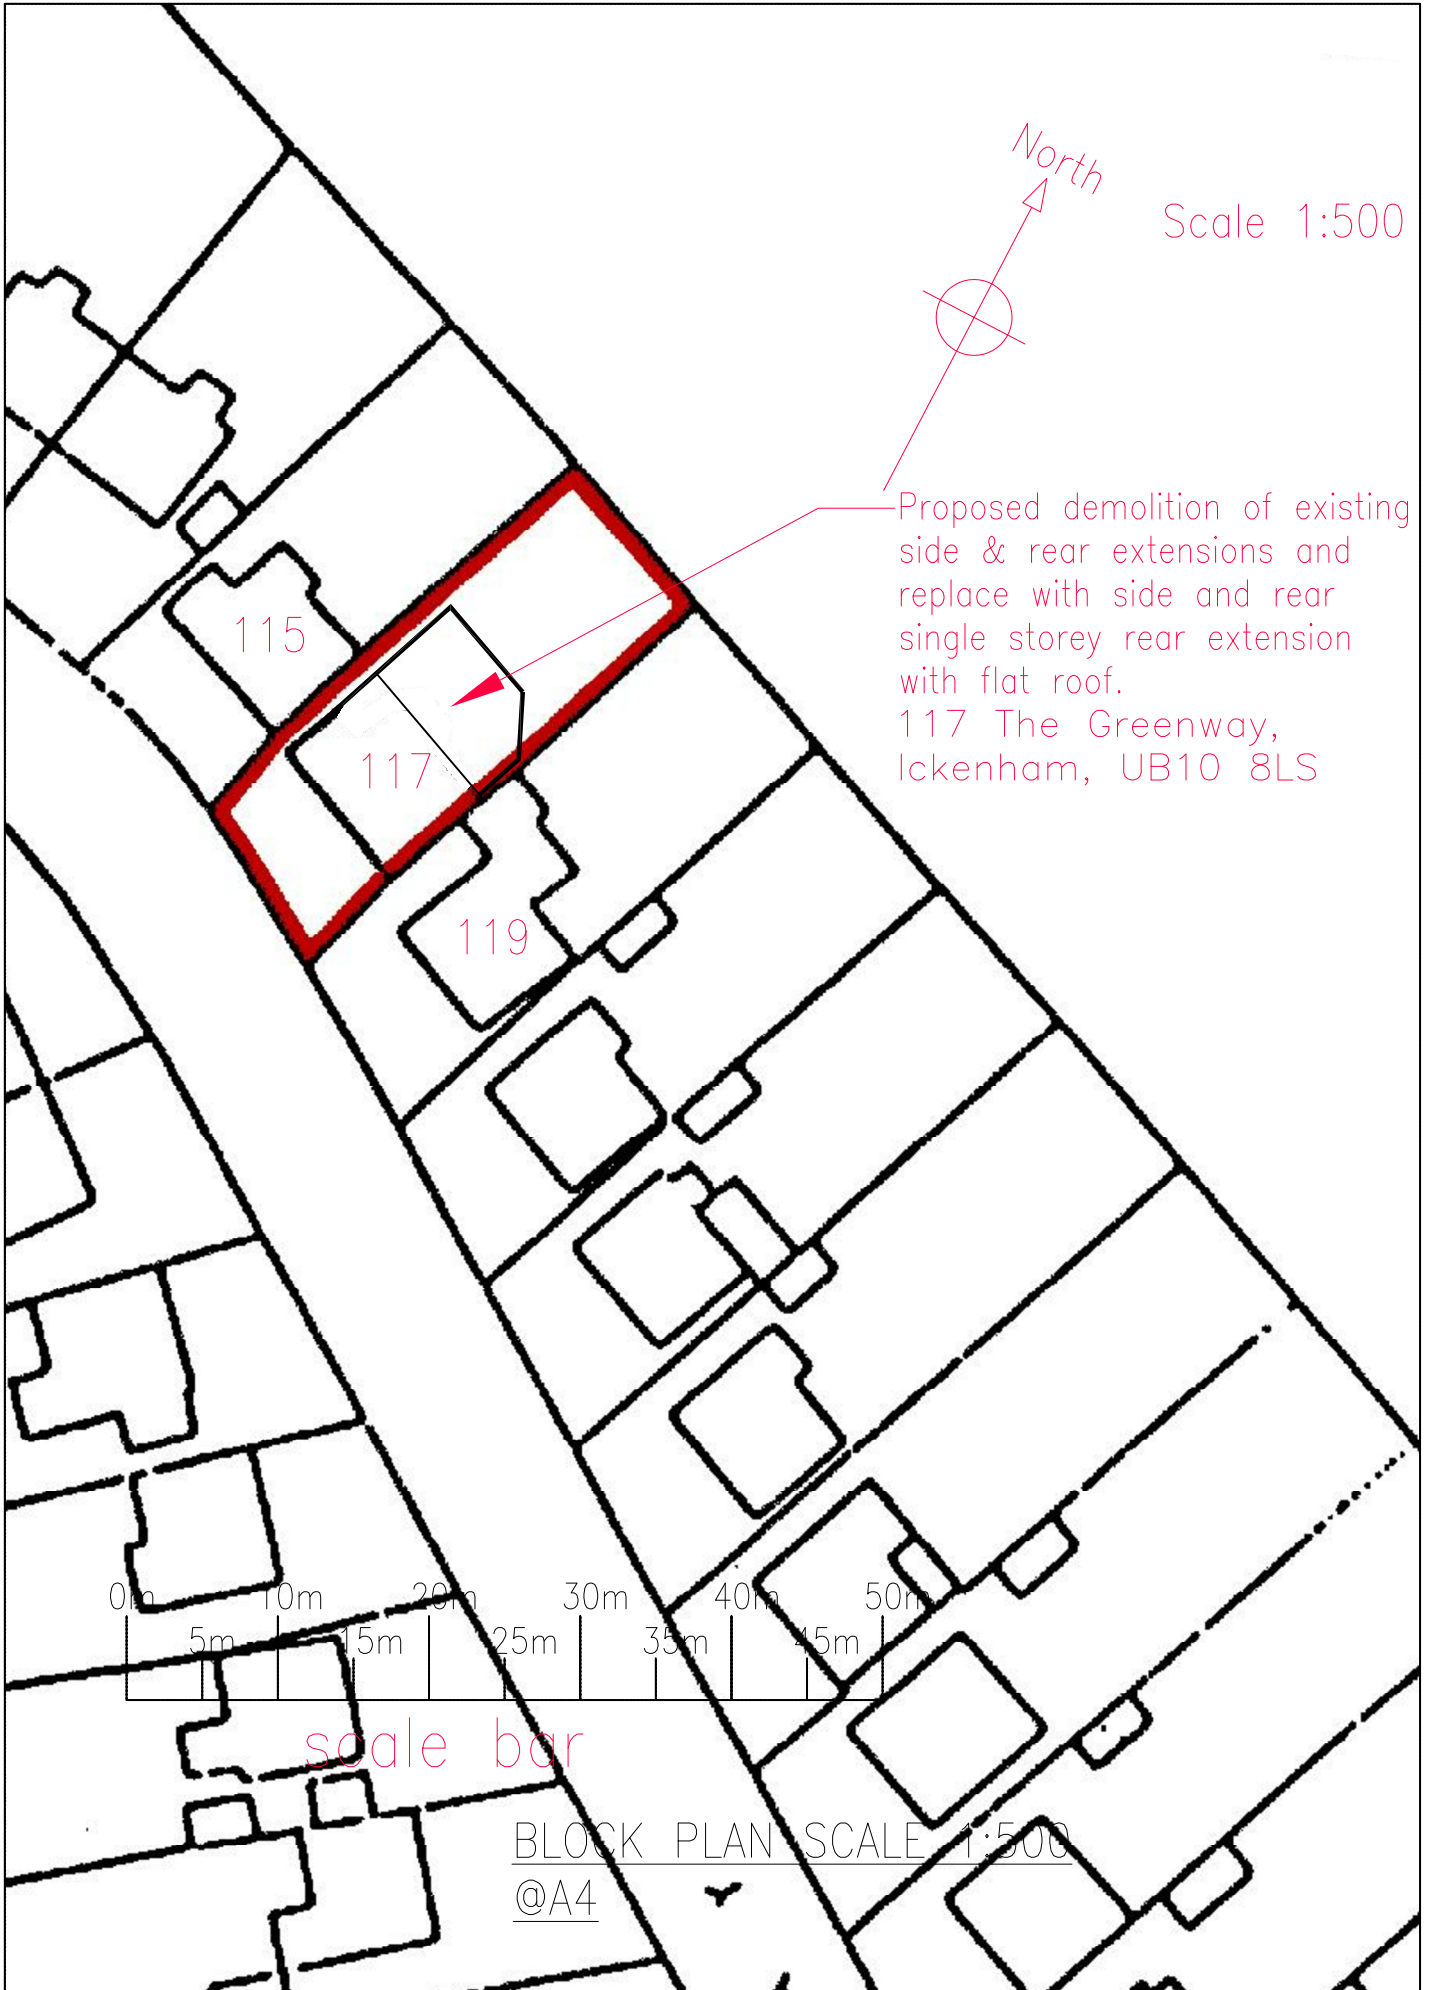 North
Scale 1:500
Proposed demolition of existing
side & rear extensions and
replace with side and rear
single storey rear extension
with flat roof.
117 The Greenway,
Ickenham, UB10 8LS
115
117
119
0m 10m 20m 30m 40m 50m
5m 15m 25m 35m 45m
scale bar
BLOCK PLAN SCALE 1:500
@A4